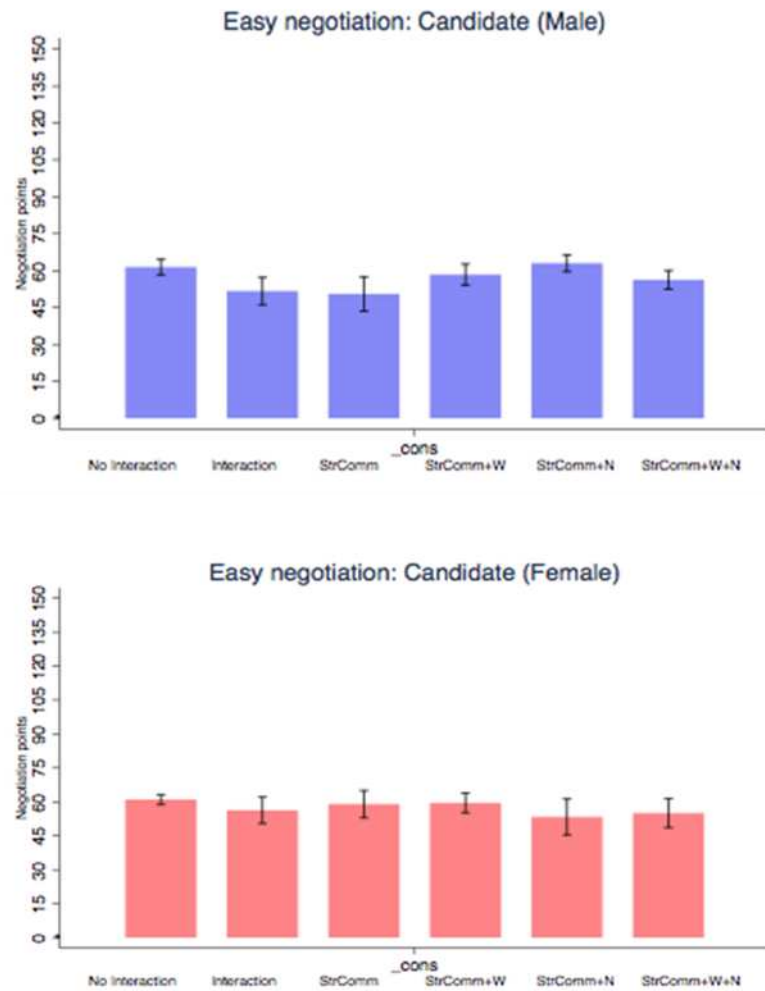 Easy negotiation: Candidate (Male)
Negotiation points
150
135
120
105
90
75
60
45
30
15
0
_cons
No Interaction Interaction StrComm StrComm+W StrComm+N StrComm+W+N
Easy negotiation: Candidate (Female)
Negotiation points
150
135
120
105
90
75
60
45
30
15
0
_cons
No Interaction Interaction StrComm StrComm+W StrComm+N StrComm+W+N